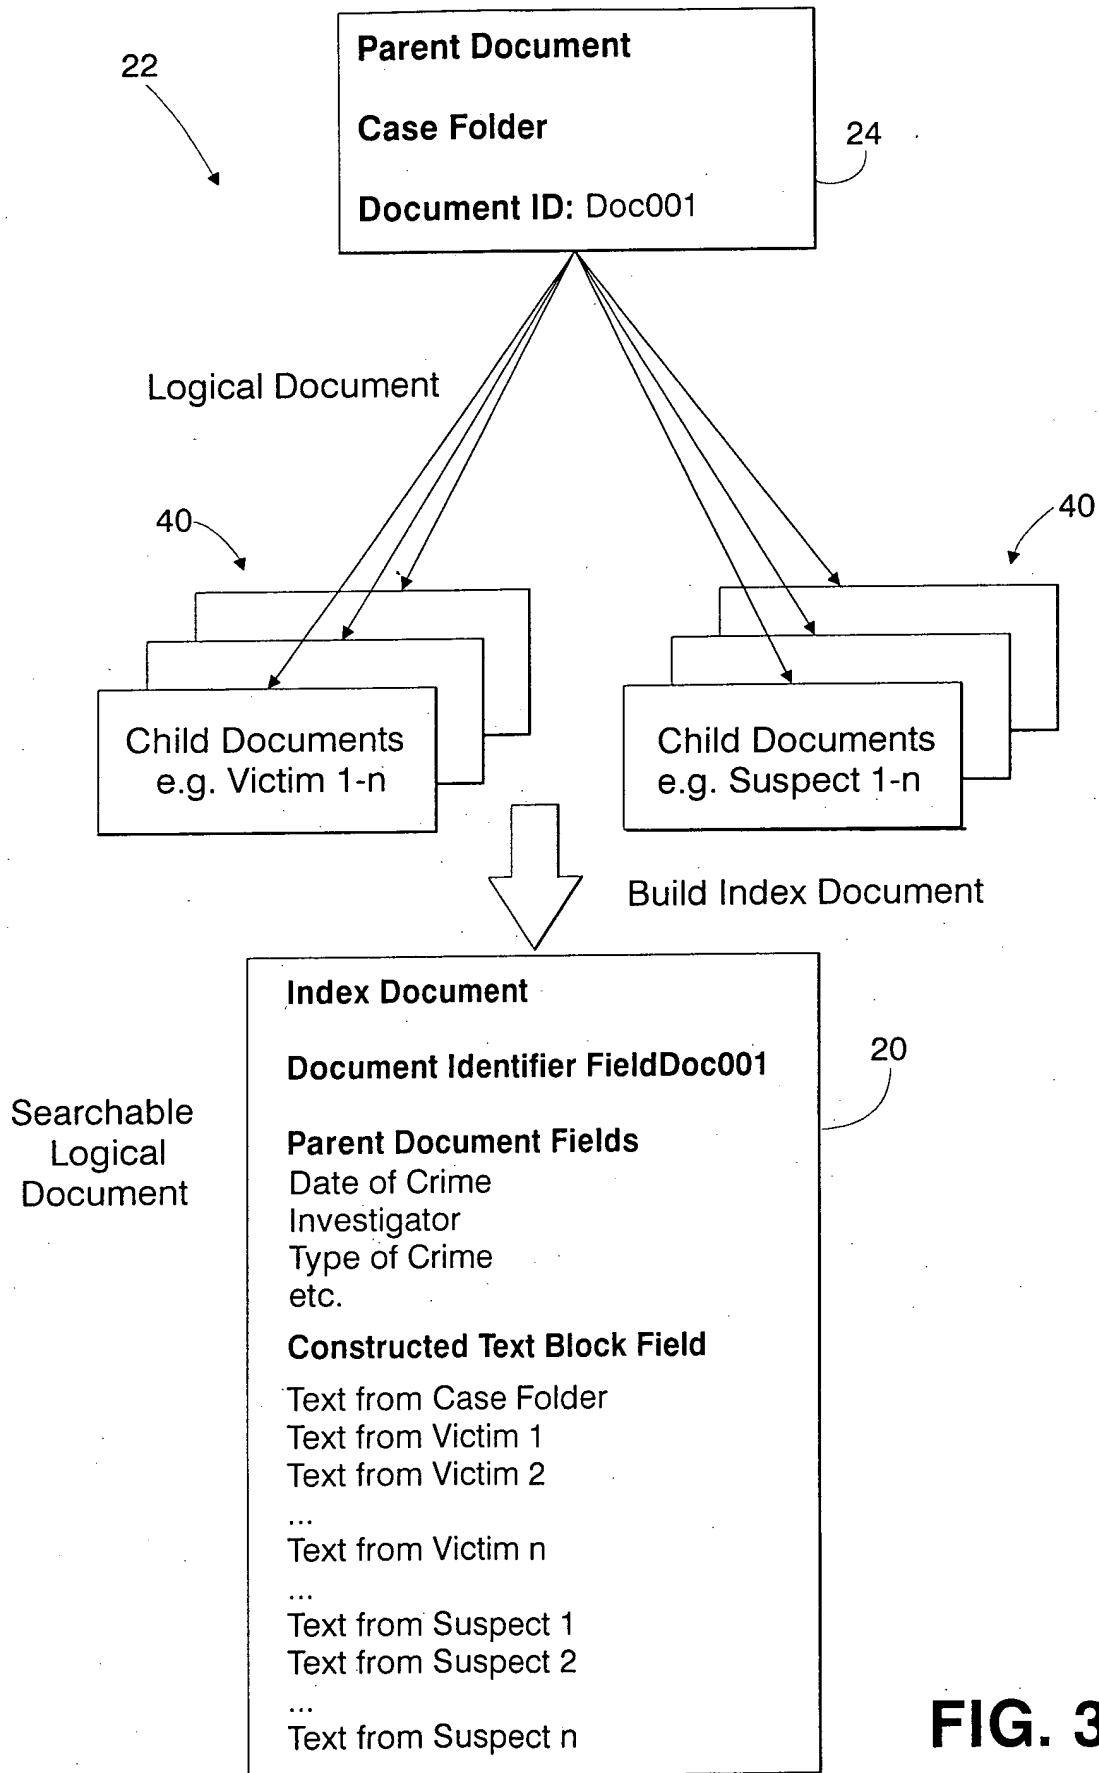 Parent Document
Case Folder
Document ID: Doc001
22
24
Logical Document
40
40
Child Documents
e.g. Victim 1-n
Child Documents
e.g. Suspect 1-n
Build Index Document
Index Document
Document Identifier FieldDoc001
20
Searchable
Logical
Document
Parent Document Fields
Date of Crime
Investigator
Type of Crime
etc.
Constructed Text Block Field
Text from Case Folder
Text from Victim 1
Text from Victim 2
...
Text from Victim n
...
Text from Suspect 1
Text from Suspect 2
...
Text from Suspect n
FIG. 3